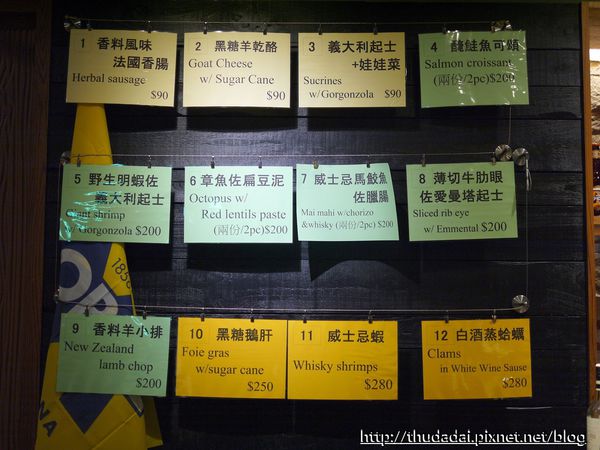 1 香料風味
法國香腸
Herbal sausage
$90
2 黑糖羊乾酪
Goat Cheese
w/ Sugar Cane
$90
3 義大利起士
+娃娃菜
Sucrines
w/Gorgonzola $90
4 醃鮭魚可頌
Salmon croissant
(兩份/2pc)$200
5 野生明蝦佐
義大利起士
Giant shrimp
w/Gorgonzola $200
6 章魚佐扁豆泥
Octopus w/
Red lentils paste
(兩份/2pc)$200
7 威士忌馬鮫魚
佐臘腸
Mai mahi w/chorizo
&whisky (兩份/2pc) $200
8 薄切牛肋眼
佐愛曼塔起士
Sliced rib eye
w/ Emmental $200
9 香料羊小排
New Zealand
lamb chop
$200
10 黑糖鵝肝
Foie gras
w/sugar cane
$250
11 威士忌蝦
Whisky shrimps
$280
12 白酒蒸蛤蠣
Clams
in White Wine Sause
$280
http://thudadai.pixnet.net/blog